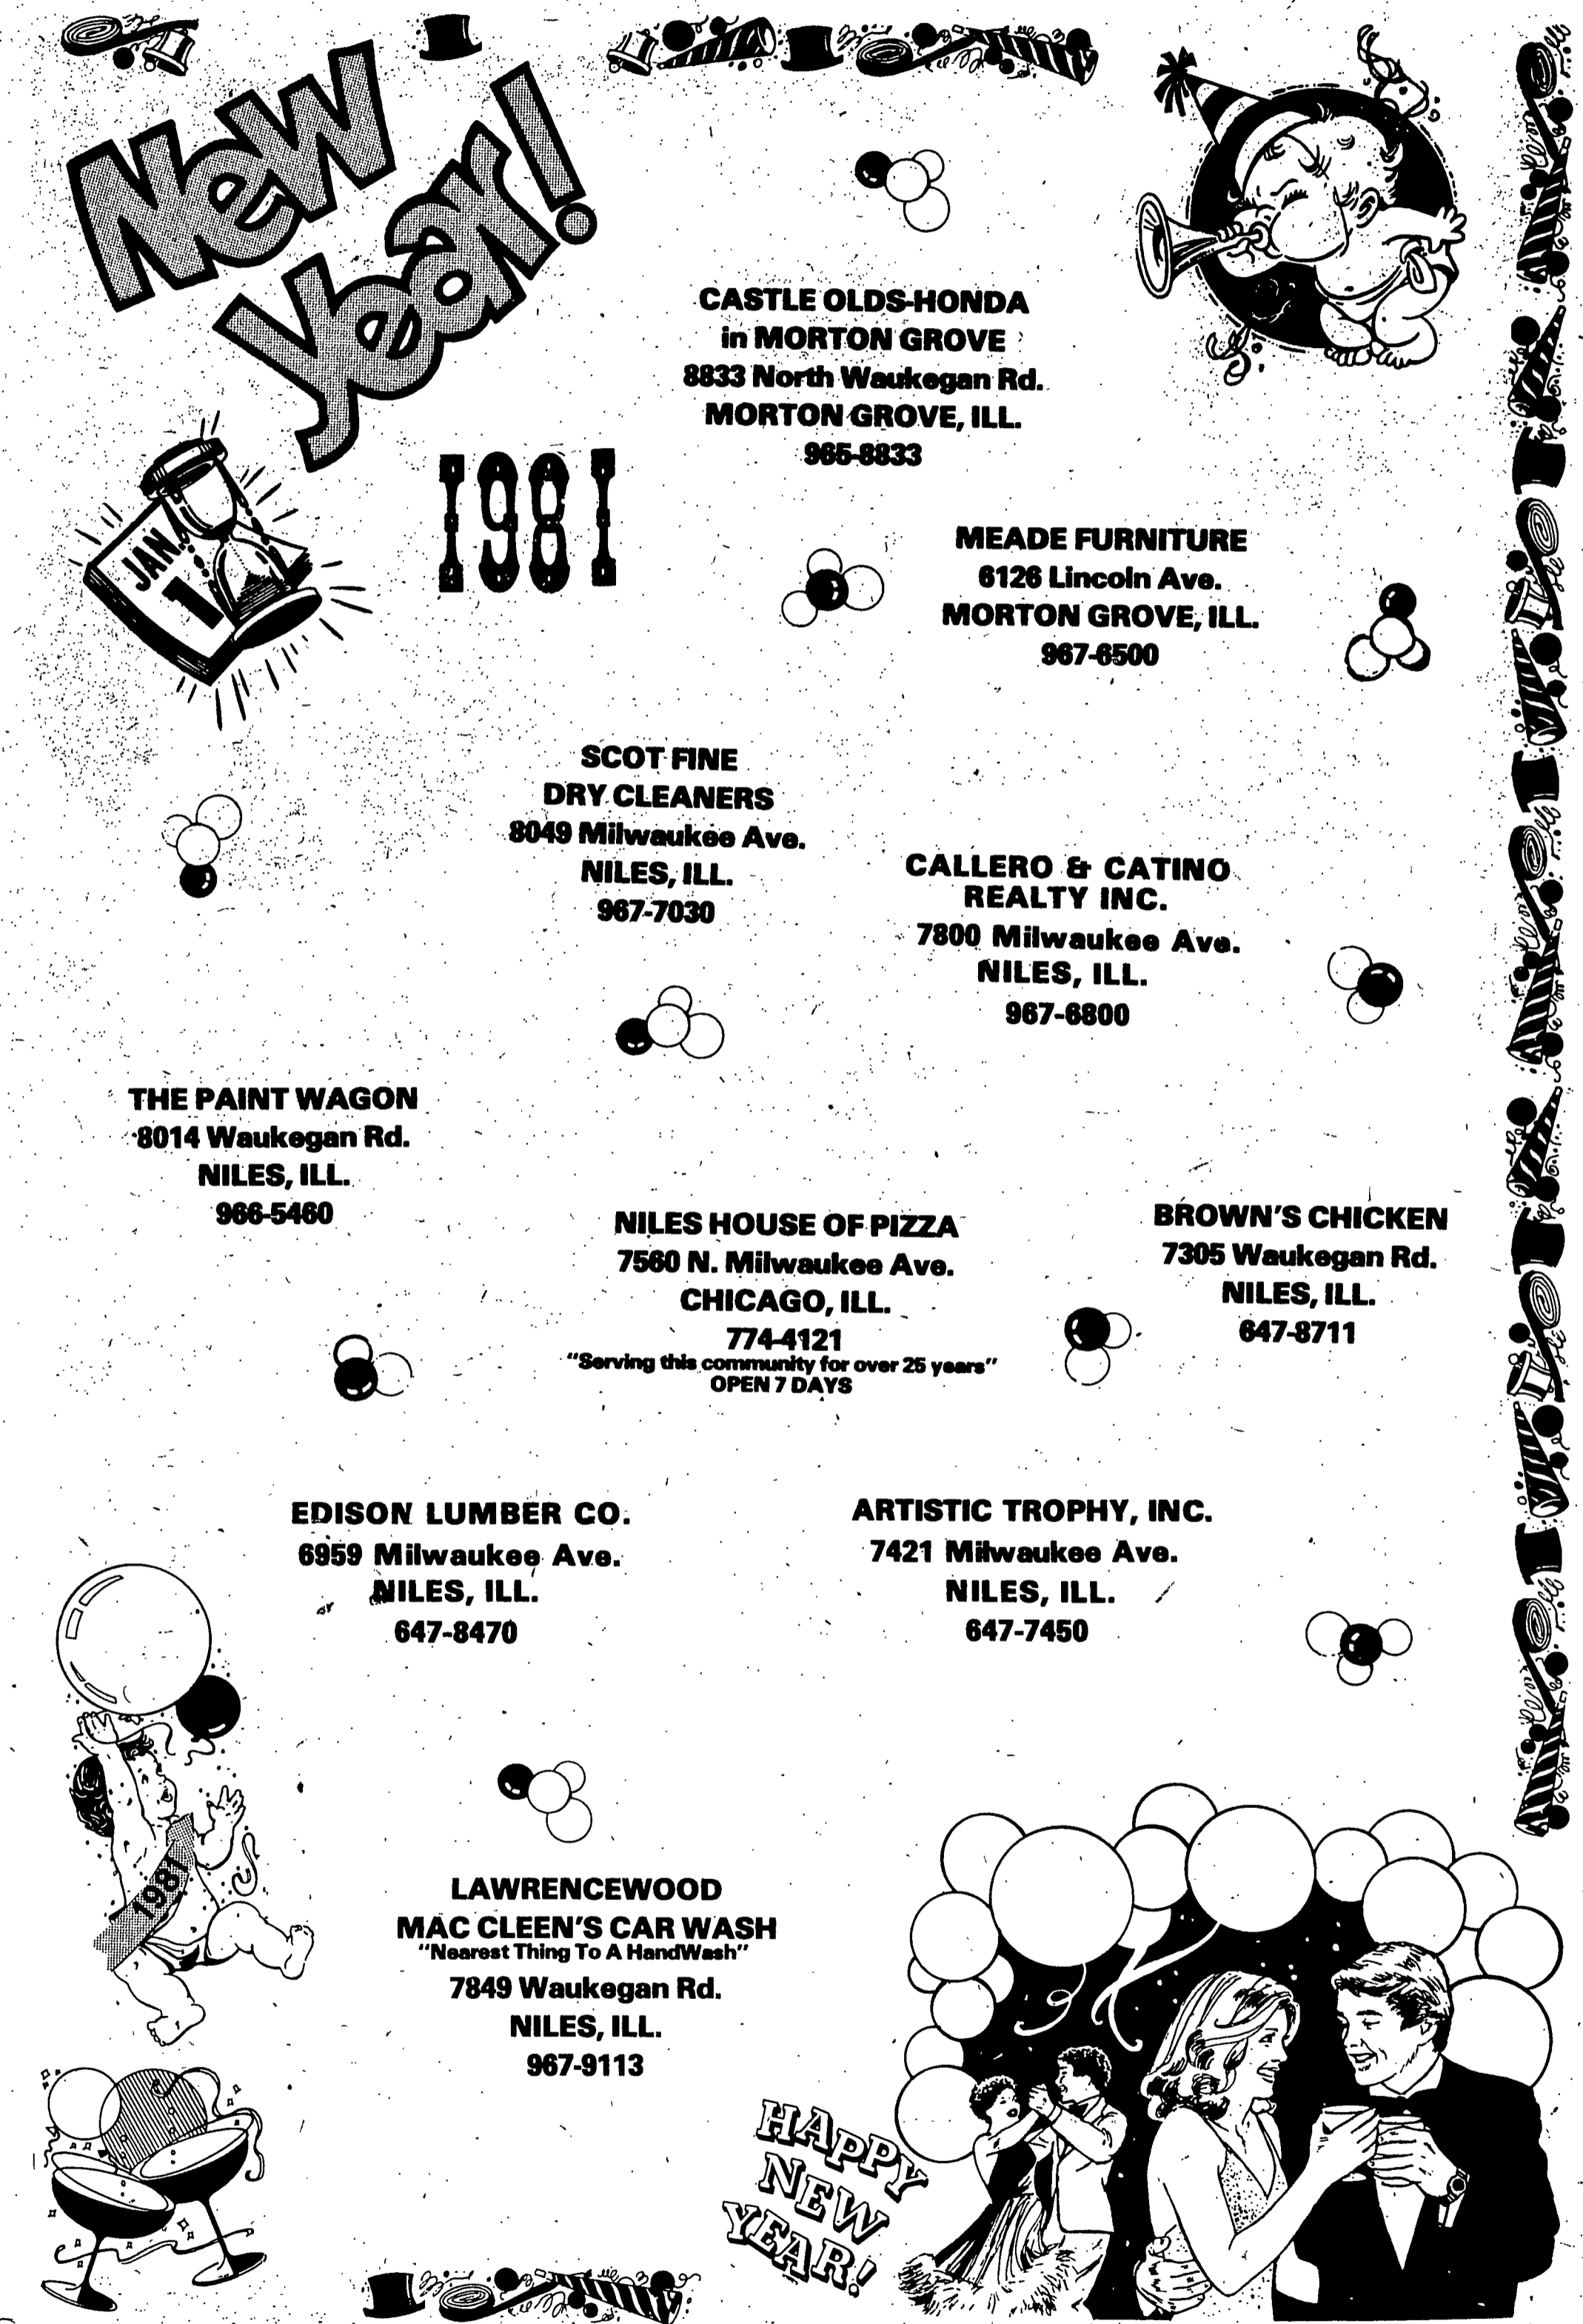 New
Year!
JAN.
1
1981
CASTLE OLDS-HONDA
in MORTON GROVE
8833 North Waukegan Rd.
MORTON GROVE, ILL.
965-8833
MEADE FURNITURE
6126 Lincoln Ave.
MORTON GROVE, ILL.
967-6500
SCOT FINE
DRY CLEANERS
8049 Milwaukee Ave.
NILES, ILL.
967-7030
CALLERO & CATINO
REALTY INC.
7800 Milwaukee Ave.
NILES, ILL.
967-6800
THE PAINT WAGON
8014 Waukegan Rd.
NILES, ILL.
966-5460
NILES HOUSE OF PIZZA
7560 N. Milwaukee Ave.
CHICAGO, ILL.
774-4121
"Serving this community for over 25 years"
OPEN 7 DAYS
BROWN'S CHICKEN
7305 Waukegan Rd.
NILES, ILL.
647-8711
EDISON LUMBER CO.
6959 Milwaukee Ave.
NILES, ILL.
647-8470
ARTISTIC TROPHY, INC.
7421 Milwaukee Ave.
NILES, ILL.
647-7450
1981
LAWRENCEWOOD
MAC CLEEN'S CAR WASH
"Nearest Thing To A HandWash"
7849 Waukegan Rd.
NILES, ILL.
967-9113
HAPPY
NEW
YEAR!